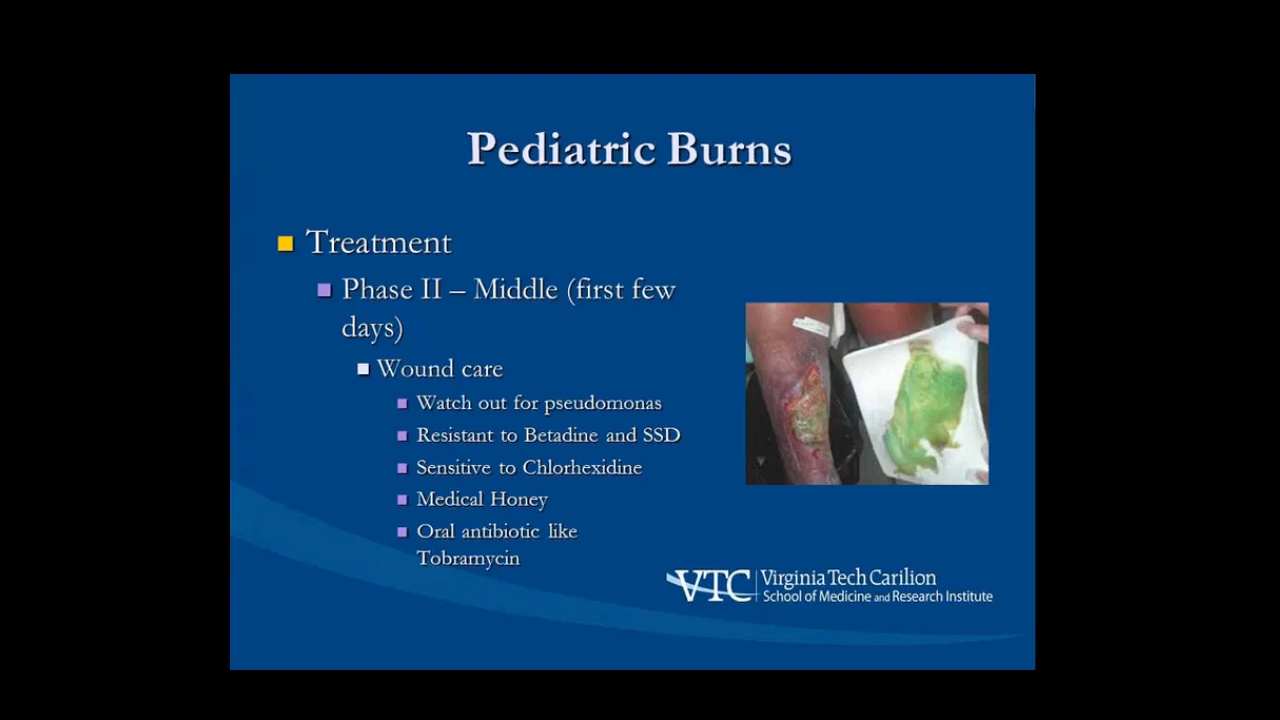 Pediatric Burns
Treatment
Phase II – Middle (first few
days)
Wound care
Watch out for pseudomonas
Resistant to Betadine and SSD
Sensitive to Chlorhexidine
Medical Honey
Oral antibiotic like
Tobramycin
VTC Virginia Tech Carilion
School of Medicine and Research Institute